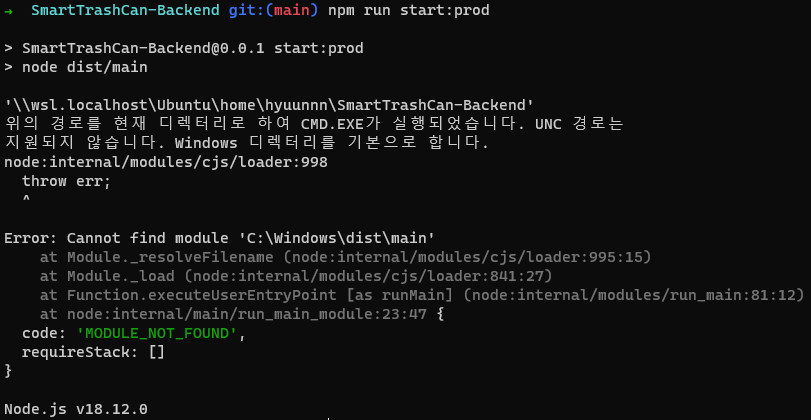 → SmartTrashCan-Backend git:(main) npm run start:prod
> SmartTrashCan-Backend@0.0.1 start:prod
> node dist/main
'\\wsl.localhost\Ubuntu\home\hyuunnn\SmartTrashCan-Backend'
위의 경로를 현재 디렉터리로 하여 CMD.EXE가 실행되었습니다. UNC 경로는
지원되지 않습니다. Windows 디렉터리를 기본으로 합니다.
node:internal/modules/cjs/loader:998
  throw err;
  ^
Error: Cannot find module 'C:\Windows\dist\main'
    at Module._resolveFilename (node:internal/modules/cjs/loader:995:15)
    at Module._load (node:internal/modules/cjs/loader:841:27)
    at Function.executeUserEntryPoint [as runMain] (node:internal/modules/run_main:81:12)
    at node:internal/main/run_main_module:23:47 {
  code: 'MODULE_NOT_FOUND',
  requireStack: []
}
Node.js v18.12.0